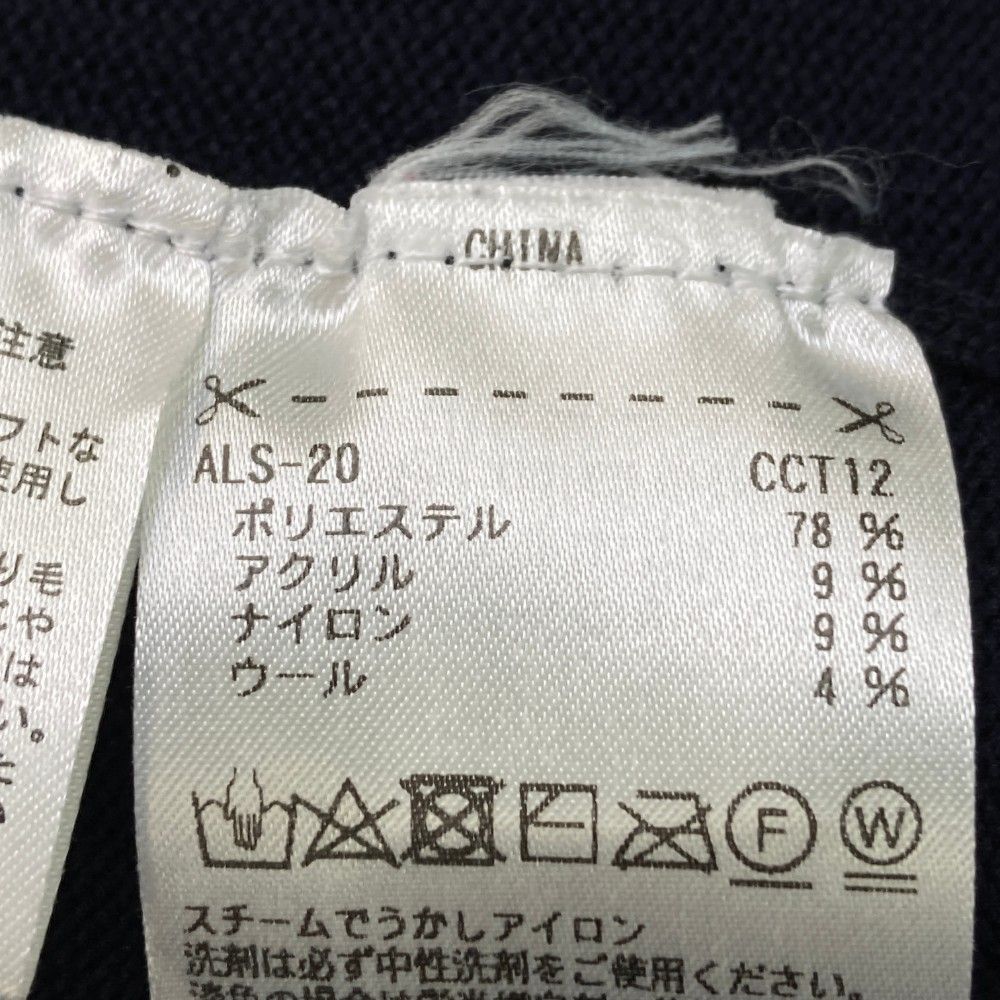 CHINA
注意
フトな
使用し
り毛
や
は
い。
ALS-20 CCT12
ポリエステル 78 %
アクリル 9 %
ナイロン 9 %
ウール 4 %
F W
スチームでうかしアイロン
洗剤は必ず中性洗剤をご使用ください。